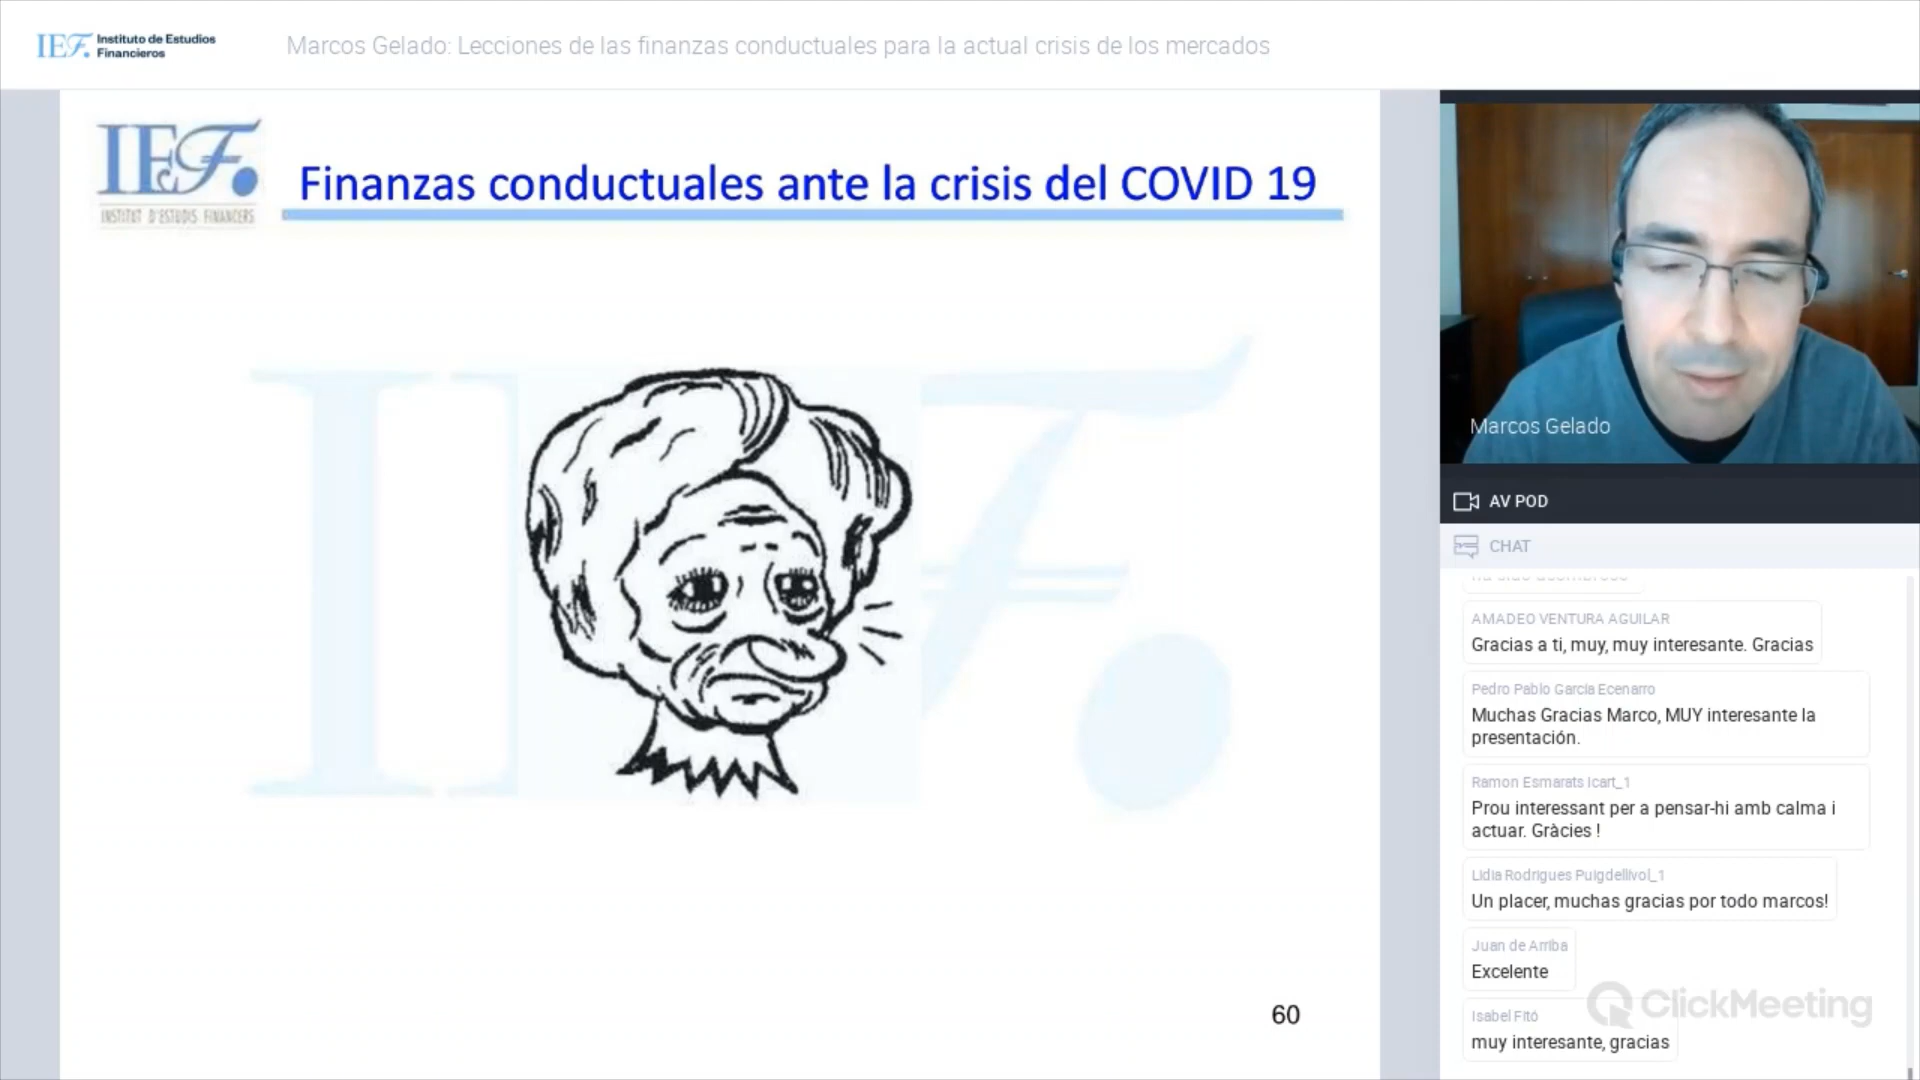 IEF. Instituto de Estudios
Financieros
Marcos Gelado: Lecciones de las finanzas conductuales para la actual crisis de los mercados
IEF.
INSTITUT D'ESTUDIS FINANCERS
Finanzas conductuales ante la crisis del COVID 19
60
Marcos Gelado
AV POD
CHAT
AMADEO VENTURA AGUILAR
Gracias a ti, muy, muy interesante. Gracias
Pedro Pablo García Ecenarro
Muchas Gracias Marco, MUY interesante la
presentación.
Ramon Esmarats Icart_1
Prou interessant per a pensar-hi amb calma i
actuar. Gràcies !
Lidia Rodrigues Puigdellivol_1
Un placer, muchas gracias por todo marcos!
Juan de Arriba
Excelente
Isabel Fitó
muy interesante, gracias
ClickMeeting